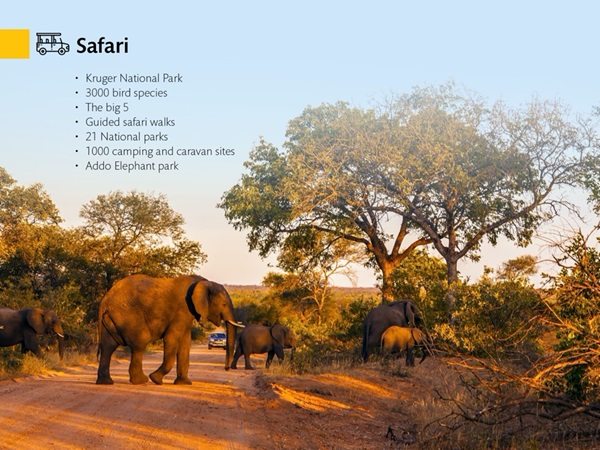 Safari
• Kruger National Park
• 3000 bird species
• The big 5
• Guided safari walks
• 21 National parks
• 1000 camping and caravan sites
• Addo Elephant park